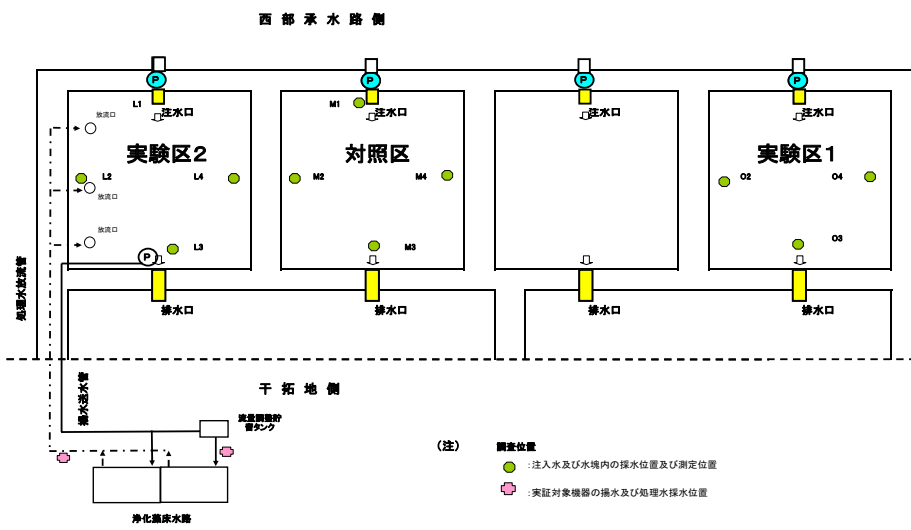 西部承水路側
P
P
P
P
L1
注水口
M1
注水口
注水口
注水口
放流口
実験区2
対照区
実験区1
L2
L4
M2
M4
O2
O4
放流口
放流口
L3
M3
O3
P
処理水放流管
排水口
排水口
排水口
排水口
干拓地側
揚水送水管
流量調整貯
留タンク
(注)
調査位置
:注入水及び水塊内の採水位置及び測定位置
:実証対象機器の揚水及び処理水採水位置
浄化藻床水路